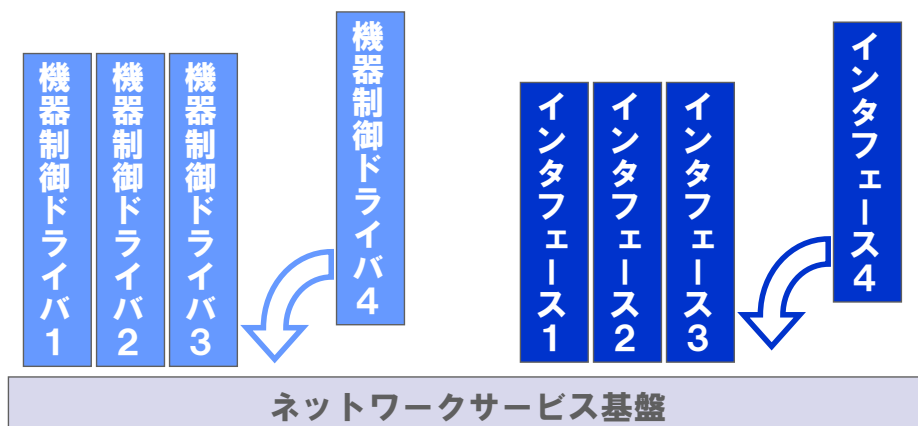 機器制御ドライバ１
機器制御ドライバ２
機器制御ドライバ３
機器制御ドライバ４
インタフェース１
インタフェース２
インタフェース３
インタフェース４
ネットワークサービス基盤